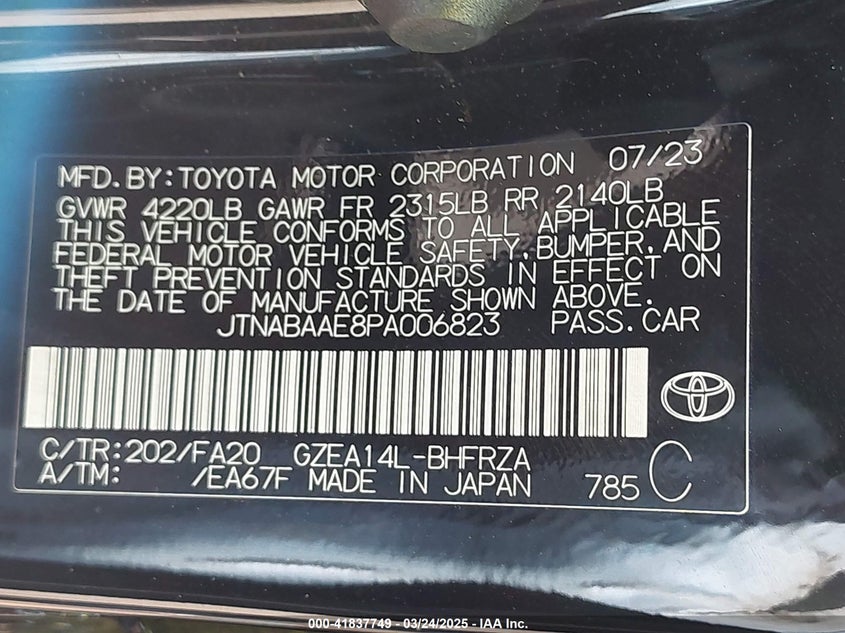 MFD.BY:TOYOTA MOTOR CORPORATION 07/23
GVWR 4220LB GAWR FR 2315LB RR 2140LB
THIS VEHICLE CONFORMS TO ALL APPLICABLE
FEDERAL MOTOR VEHICLE SAFETY,BUMPER,AND
THEFT PREVENTION STANDARDS IN EFFECT ON
THE DATE OF MANUFACTURE SHOWN ABOVE.
JTNABAAE8PA006823 PASS.CAR
C/TR:202/FA20 GZEA14L-BHFRZA
A/TM: /EA67F MADE IN JAPAN 785 C
000-41837749 - 03/24/2025 - IAA Inc.